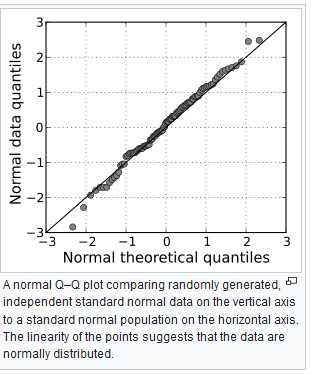 3
2
1
0
−1
−2
−3
Normal data quantiles
−3 −2 −1 0 1 2 3
Normal theoretical quantiles
A normal Q–Q plot comparing randomly generated,
independent standard normal data on the vertical axis
to a standard normal population on the horizontal axis.
The linearity of the points suggests that the data are
normally distributed.